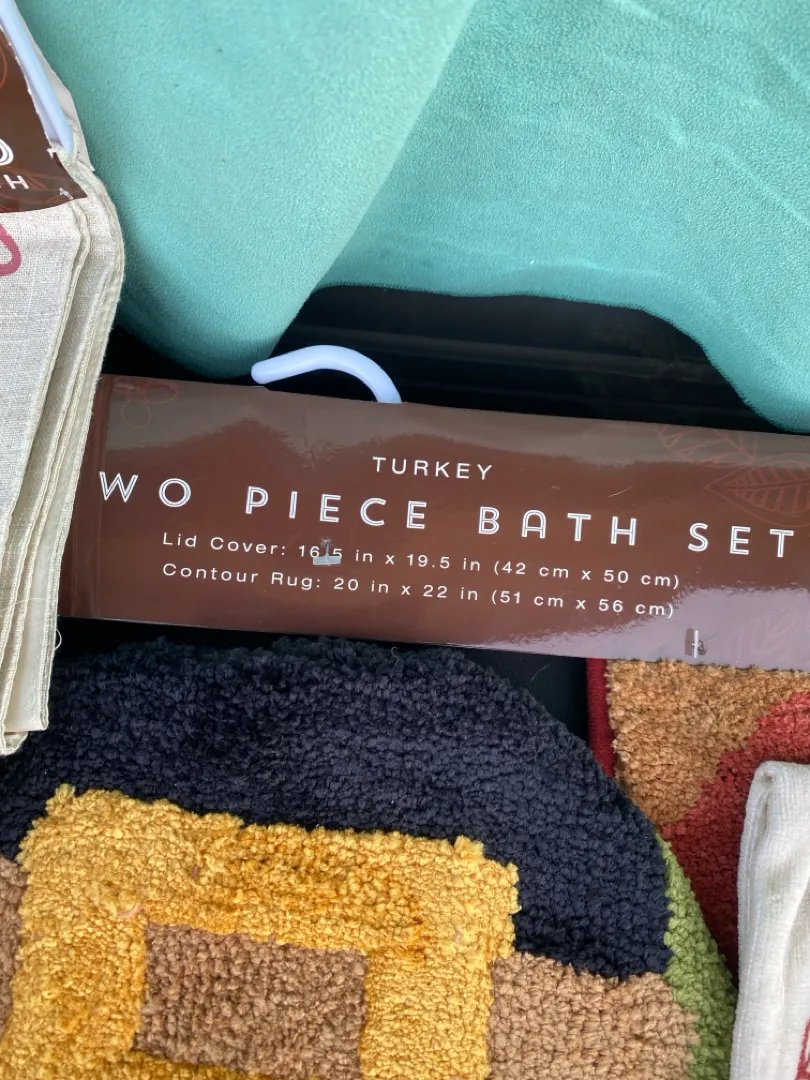 H
TURKEY
WO PIECE BATH SET
Lid Cover: 16.5 in x 19.5 in (42 cm x 50 cm)
Contour Rug: 20 in x 22 in (51 cm x 56 cm)